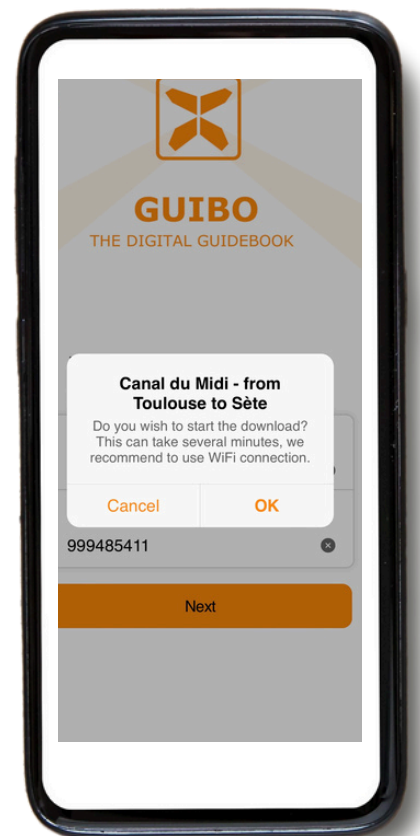 GUIBO
THE DIGITAL GUIDEBOOK
Canal du Midi - from
Toulouse to Sète
Do you wish to start the download?
This can take several minutes, we
recommend to use WiFi connection.
Cancel OK
999485411
Next